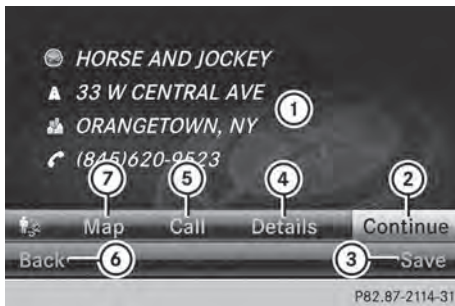 HORSE AND JOCKEY
33 W CENTRAL AVE
1
ORANGETOWN, NY
(845)620-9523
7 5 4 2
Map Call Details Continue
Back 6 3 Save
P82.87-2114-31